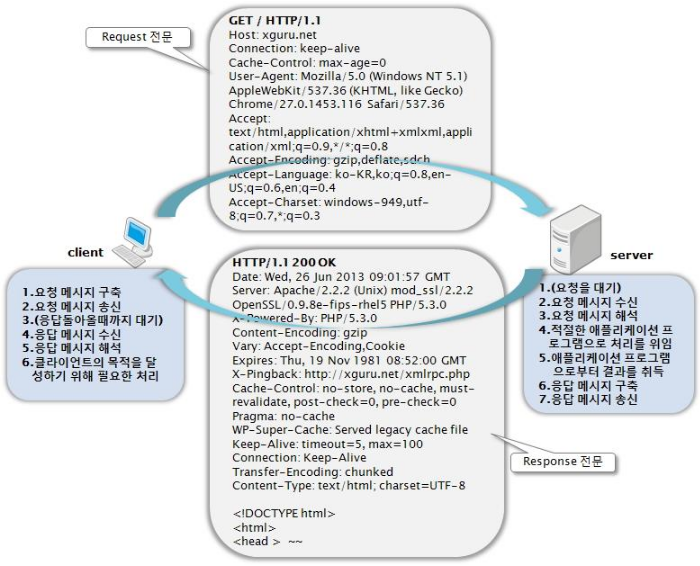 Request 전문
GET / HTTP/1.1
Host: xguru.net
Connection: keep-alive
Cache-Control: max-age=0
User-Agent: Mozilla/5.0 (Windows NT 5.1)
AppleWebKit/537.36 (KHTML, like Gecko)
Chrome/27.0.1453.116 Safari/537.36
Accept:
text/html,application/xhtml+xmlxml,appli
cation/xml;q=0.9,*/*;q=0.8
Accept-Encoding: gzip,deflate,sdch
Accept-Language: ko-KR,ko;q=0.8,en-
US;q=0.6,en;q=0.4
Accept-Charset: windows-949,utf-
8;q=0.7,*;q=0.3
client
1.요청 메시지 구축
2.요청 메시지 송신
3.(응답돌아올때까지 대기)
4.응답 메시지 수신
5.응답 메시지 해석
6.클라이언트의 목적을 달
성하기 위해 필요한 처리
HTTP/1.1 200 OK
Date: Wed, 26 Jun 2013 09:01:57 GMT
Server: Apache/2.2.2 (Unix) mod_ssl/2.2.2
OpenSSL/0.9.8e-fips-rhel5 PHP/5.3.0
X-Powered-By: PHP/5.3.0
Content-Encoding: gzip
Vary: Accept-Encoding,Cookie
Expires: Thu, 19 Nov 1981 08:52:00 GMT
X-Pingback: http://xguru.net/xmlrpc.php
Cache-Control: no-store, no-cache, must-
revalidate, post-check=0, pre-check=0
Pragma: no-cache
WP-Super-Cache: Served legacy cache file
Keep-Alive: timeout=5, max=100
Connection: Keep-Alive
Transfer-Encoding: chunked
Content-Type: text/html; charset=UTF-8
<!DOCTYPE html>
<html>
<head > ~~
server
1.(요청을 대기)
2.요청 메시지 수신
3.요청 메시지 해석
4.적절한 애플리케이션 프
로그램으로 처리를 위임
5.애플리케이션 프로그램
으로부터 결과를 취득
6.응답 메시지 구축
7.응답 메시지 송신
Response 전문